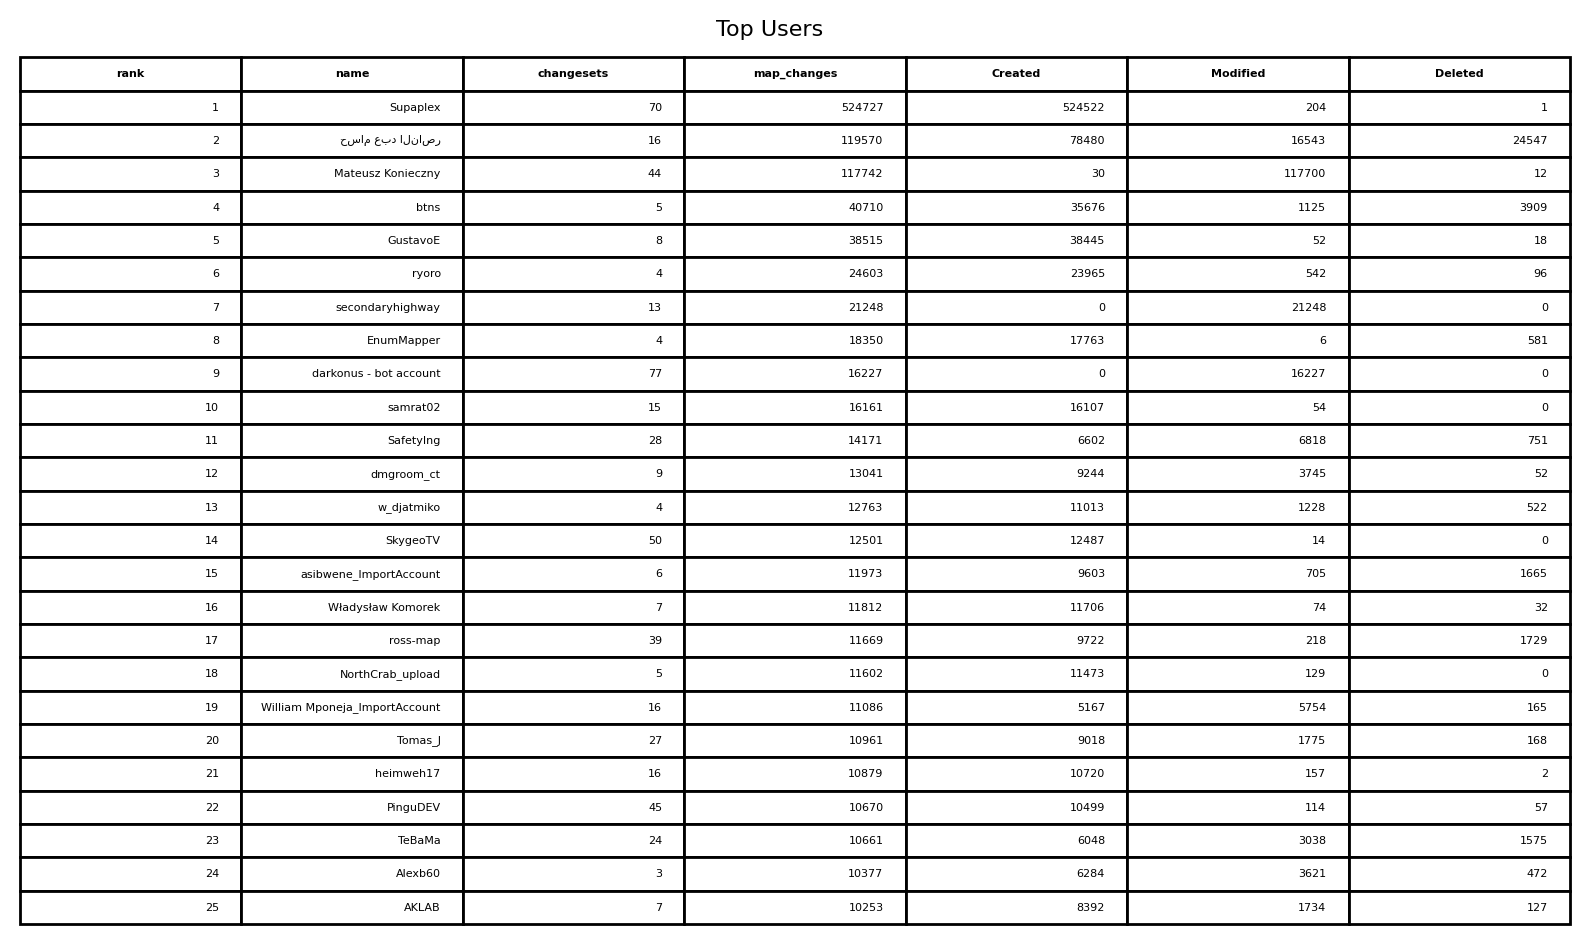 Top Users
rank name changesets map_changes Created Modified Deleted
1 Supaplex 70 524727 524522 204 1
2 حسام عبد الناصر 16 119570 78480 16543 24547
3 Mateusz Konieczny 44 117742 30 117700 12
4 btns 5 40710 35676 1125 3909
5 GustavoE 8 38515 38445 52 18
6 ryoro 4 24603 23965 542 96
7 secondaryhighway 13 21248 0 21248 0
8 EnumMapper 4 18350 17763 6 581
9 darkonus - bot account 77 16227 0 16227 0
10 samrat02 15 16161 16107 54 0
11 SafetyIng 28 14171 6602 6818 751
12 dmgroom_ct 9 13041 9244 3745 52
13 w_djatmiko 4 12763 11013 1228 522
14 SkygeoTV 50 12501 12487 14 0
15 asibwene_ImportAccount 6 11973 9603 705 1665
16 Władysław Komorek 7 11812 11706 74 32
17 ross-map 39 11669 9722 218 1729
18 NorthCrab_upload 5 11602 11473 129 0
19 William Mponeja_ImportAccount 16 11086 5167 5754 165
20 Tomas_J 27 10961 9018 1775 168
21 heimweh17 16 10879 10720 157 2
22 PinguDEV 45 10670 10499 114 57
23 TeBaMa 24 10661 6048 3038 1575
24 Alexb60 3 10377 6284 3621 472
25 AKLAB 7 10253 8392 1734 127